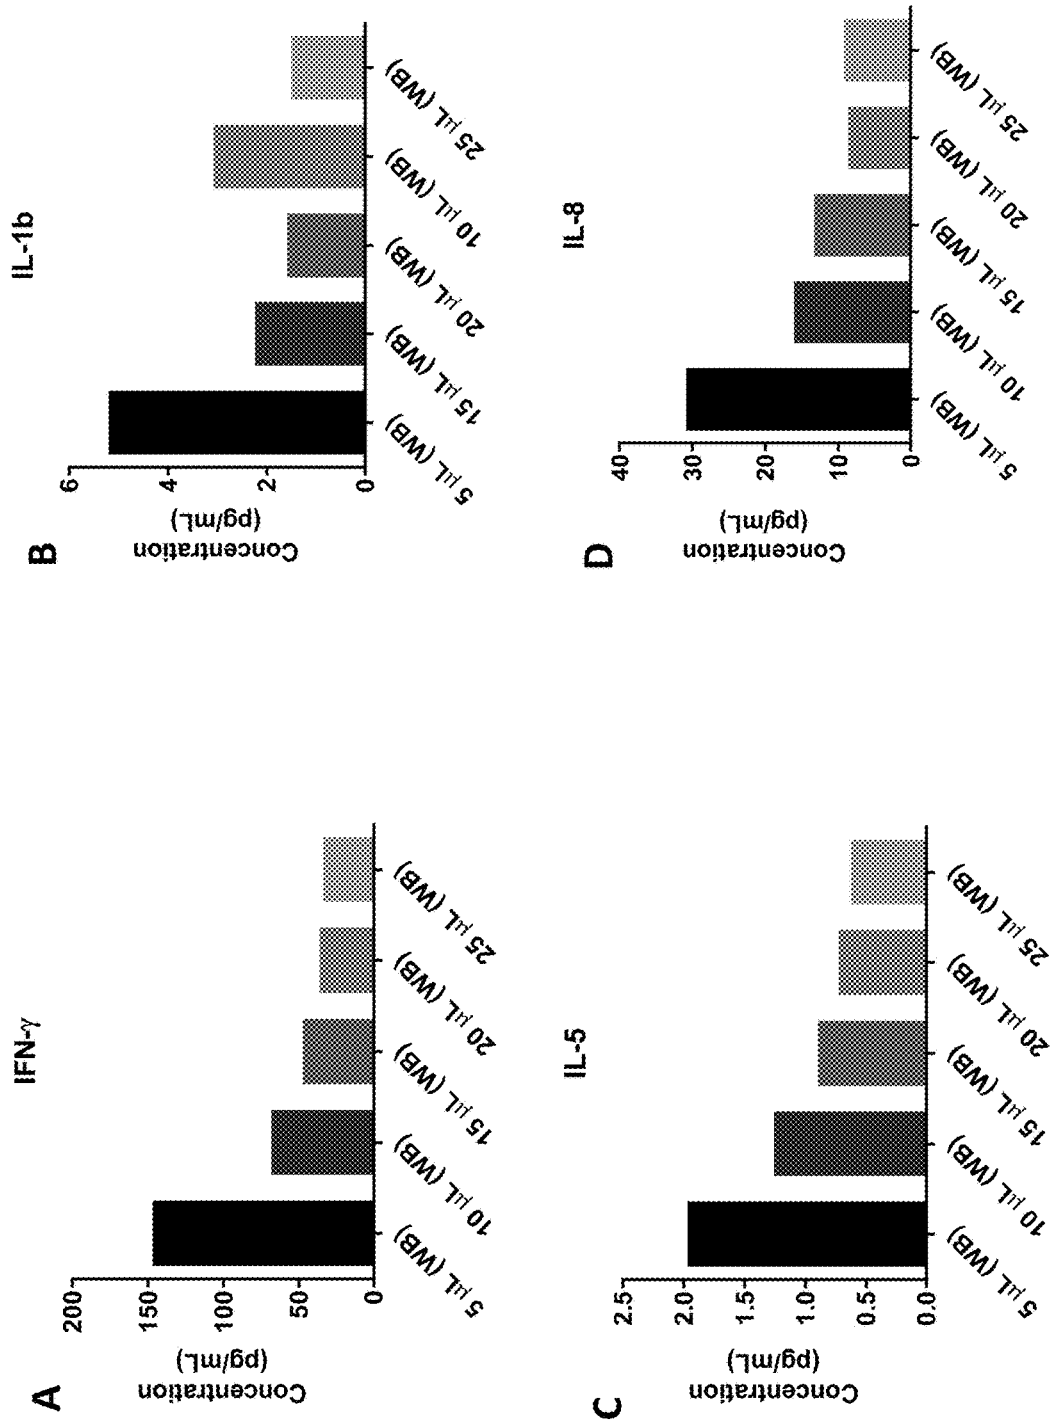 A
IFN-γ
Concentration
(pg/mL)
200
150
100
50
0
5 µL (WB)
10 µL (WB)
15 µL (WB)
20 µL (WB)
25 µL (WB)
B
IL-1b
Concentration
(pg/mL)
6
4
2
0
5 µL (WB)
15 µL (WB)
20 µL (WB)
10 µL (WB)
25 µL (WB)
C
IL-5
Concentration
(pg/mL)
2.5
2.0
1.5
1.0
0.5
0.0
5 µL (WB)
10 µL (WB)
15 µL (WB)
20 µL (WB)
25 µL (WB)
D
IL-8
Concentration
(pg/mL)
40
30
20
10
0
5 µL (WB)
10 µL (WB)
15 µL (WB)
20 µL (WB)
25 µL (WB)